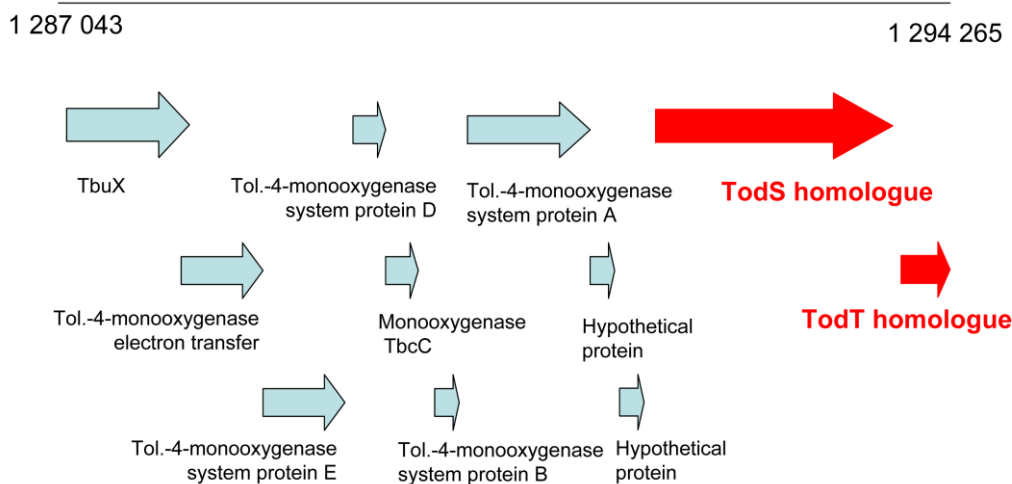 1 287 043
1 294 265
TbuX
Tol.-4-monooxygenase
system protein D
Tol.-4-monooxygenase
system protein A
TodS homologue
Tol.-4-monooxygenase
electron transfer
Monooxygenase
TbcC
Hypothetical
protein
TodT homologue
Tol.-4-monooxygenase
system protein E
Tol.-4-monooxygenase
system protein B
Hypothetical
protein